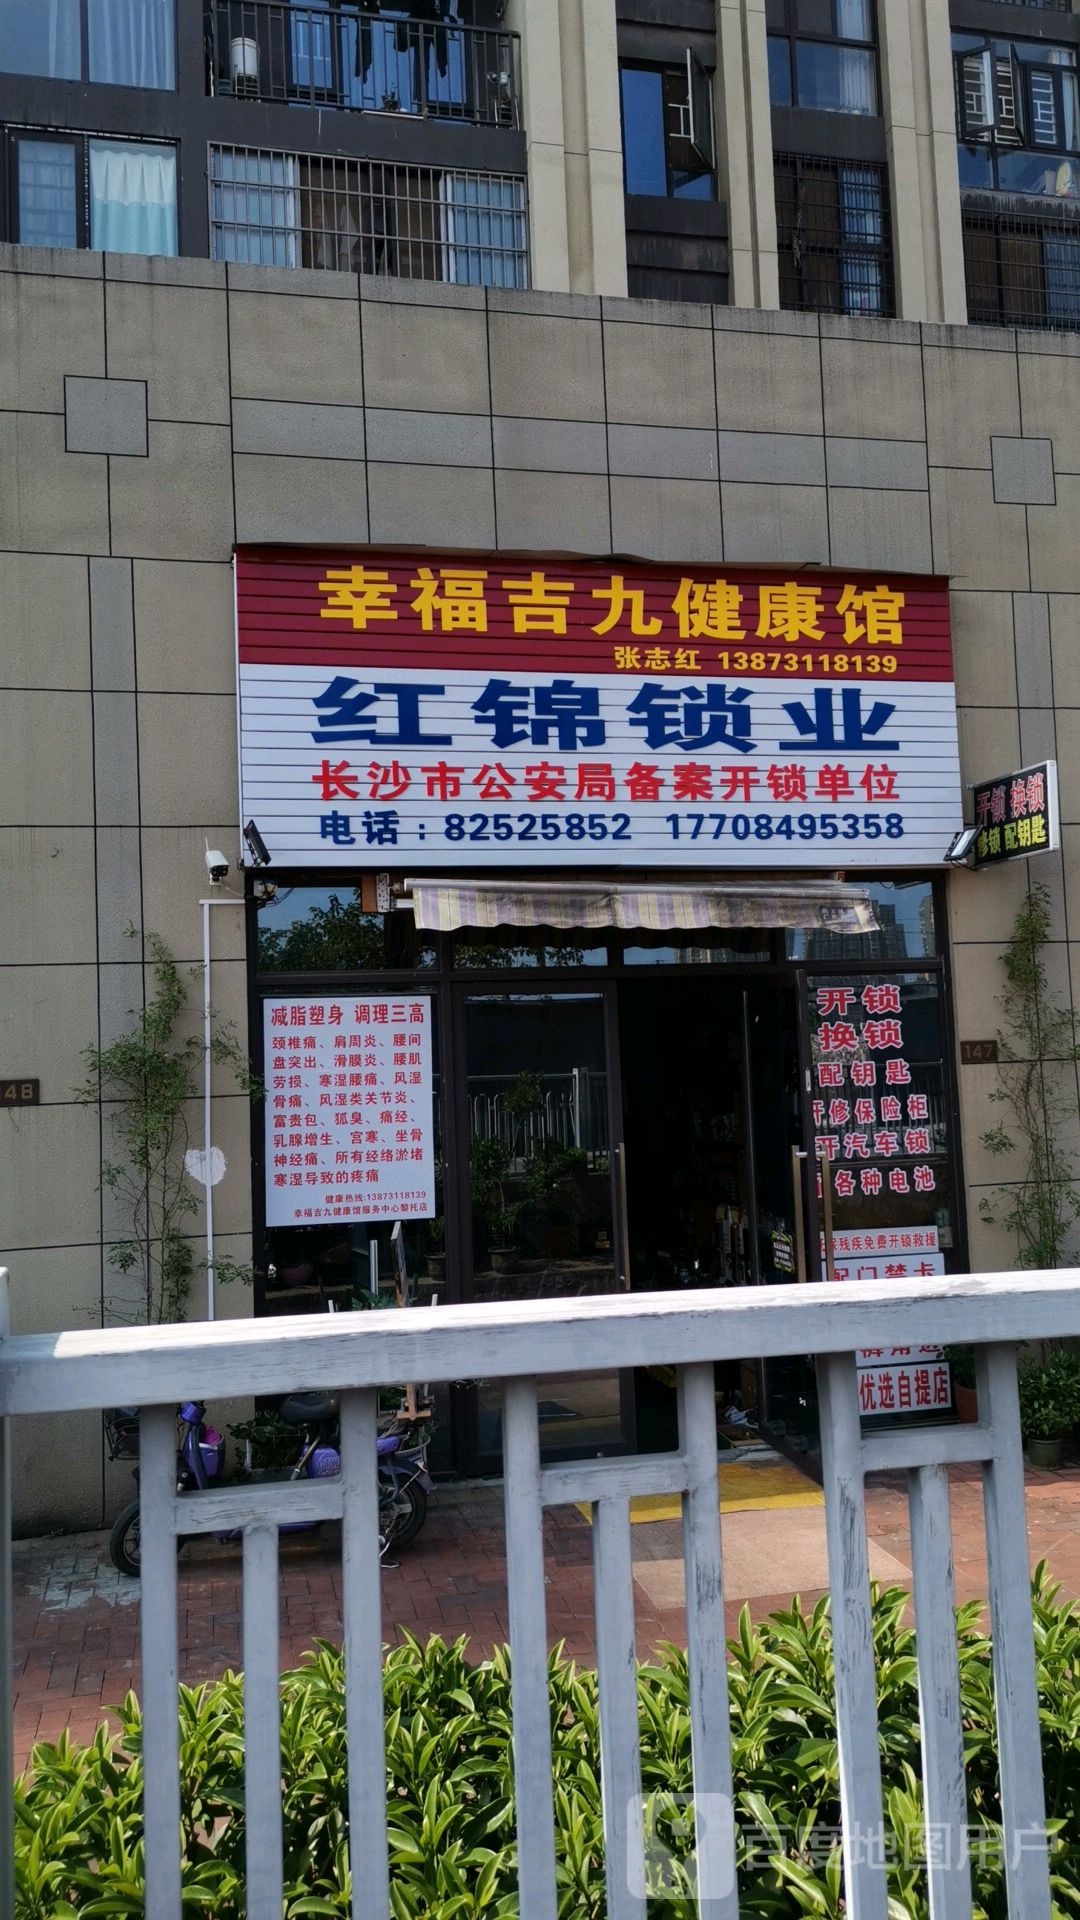 幸福吉九健康馆
张志红 13873118139
红锦锁业
长沙市公安局备案开锁单位
电话：82525852 17708495358
开锁 换锁
修锁 配钥匙
减脂塑身 调理三高
颈椎痛、肩周炎、腰间
盘突出、滑膜炎、腰肌
劳损、寒湿腰痛、风湿
骨痛、风湿类关节炎、
富贵包、狐臭、痛经、
乳腺增生、宫寒、坐骨
神经痛、所有经络淤堵
寒湿导致的疼痛
健康热线:13873118139
幸福吉九健康馆服务中心黎托店
开锁
换锁
配钥匙
开修保险柜
开汽车锁
各种电池
残疾免费开锁救援
配门禁卡
优选自提店
148
147
百度地图用户